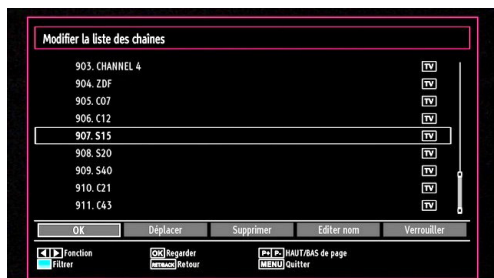 Modifier la liste des chaînes
903. CHANNEL 4 TV
904. ZDF TV
905. C07 TV
906. C12 TV
907. S15 TV
908. S20 TV
909. S40 TV
910. C21 TV
911. C43 TV
OK Déplacer Supprimer Editer nom Verrouiller
Fonction OK Regarder P+ P- HAUT/BAS de page
Filtrer RET/BACK Retour MENU Quitter